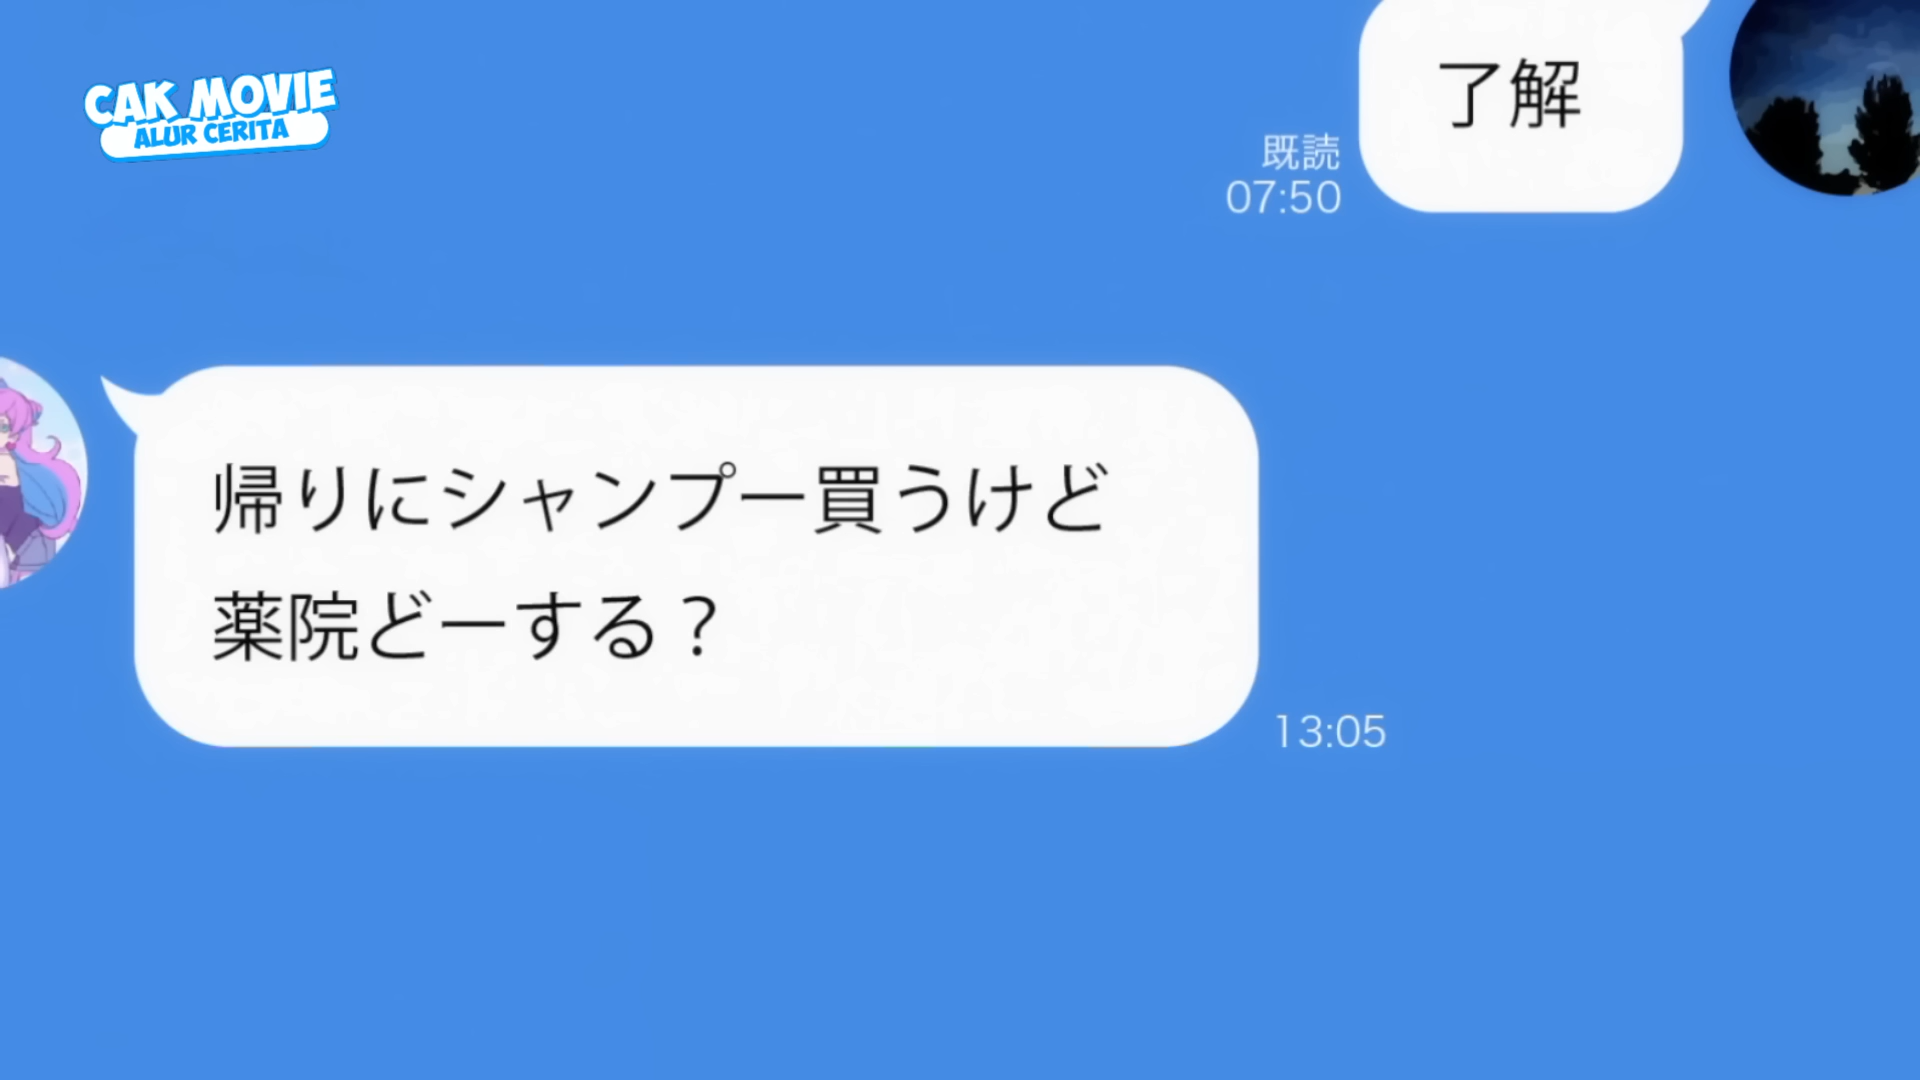 CAK MOVIE
ALUR CERITA
了解
既読
07:50
帰りにシャンプー買うけど
薬院どーする？
13:05